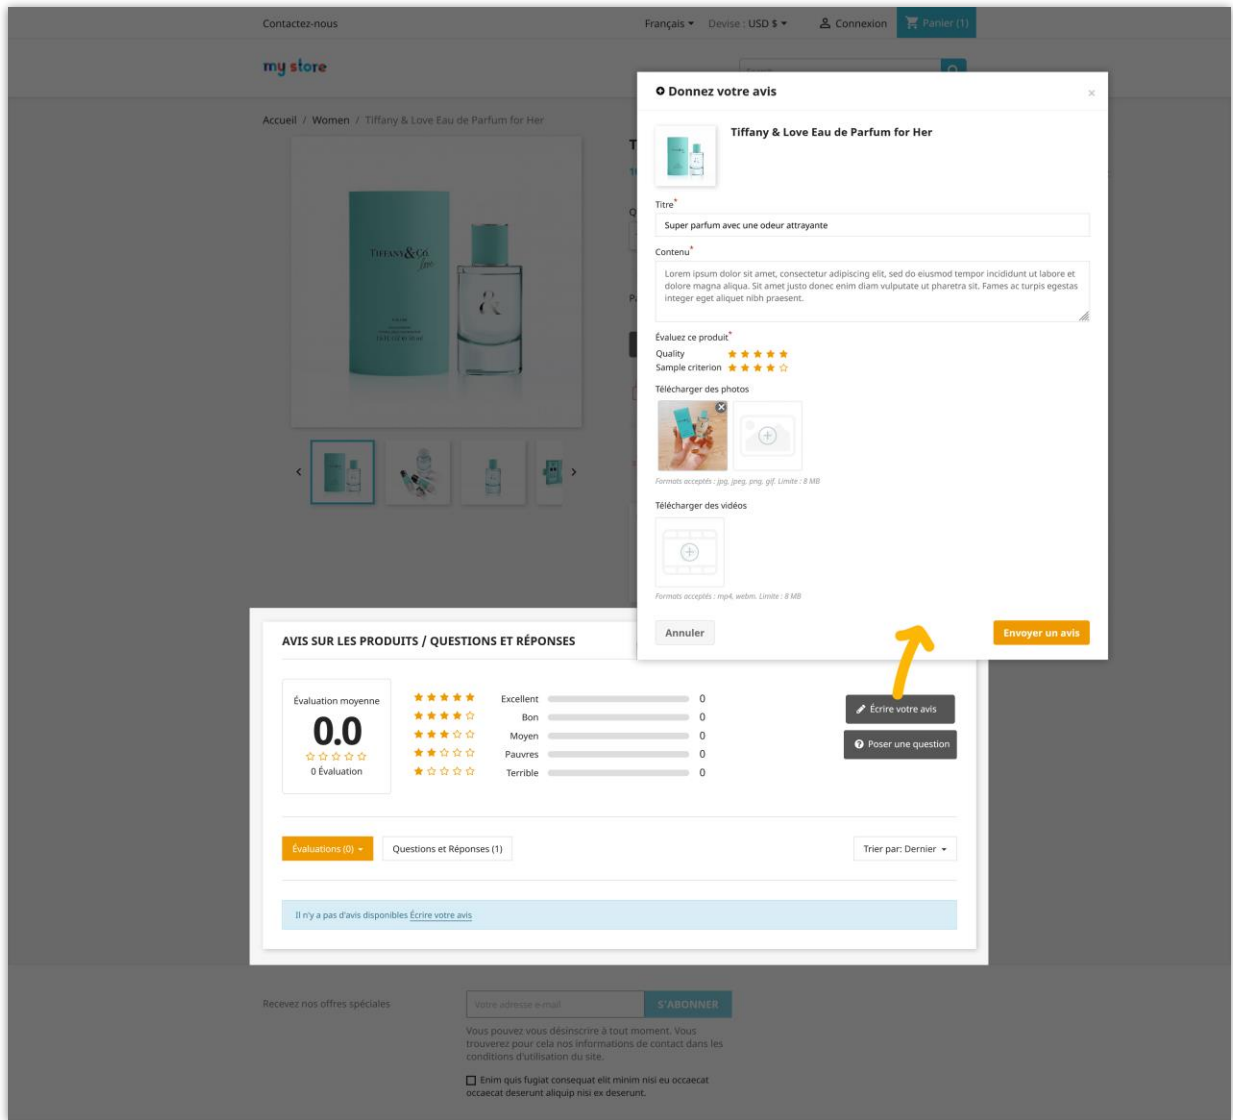 Contactez-nous
Français
Devise : USD $
Connexion
Panier (1)
my store
Accueil / Women / Tiffany & Love Eau de Parfum for Her
TIFFANY&CO.
love
&
Donnez votre avis
×
Tiffany & Love Eau de Parfum for Her
Titre*
Super parfum avec une odeur attrayante
Contenu*
Lorem ipsum dolor sit amet, consectetur adipiscing elit, sed do eiusmod tempor incididunt ut labore et
dolore magna aliqua. Sit amet justo donec enim diam vulputate ut pharetra sit. Fames ac turpis egestas
integer eget aliquet nibh praesent.
Évaluez ce produit*
Quality
Sample criterion
Télécharger des photos
Formats acceptés : jpg, jpeg, png, gif. Limite : 8 MB
Télécharger des vidéos
Formats acceptés : mp4, webm. Limite : 8 MB
Annuler
Envoyer un avis
AVIS SUR LES PRODUITS / QUESTIONS ET RÉPONSES
Évaluation moyenne
0.0
0 Évaluation
Excellent 0
Bon 0
Moyen 0
Pauvres 0
Terrible 0
Écrire votre avis
Poser une question
Évaluations (0)
Questions et Réponses (1)
Trier par: Dernier
Il n'y a pas d'avis disponibles Écrire votre avis
Recevez nos offres spéciales
Votre adresse e-mail
S'ABONNER
Vous pouvez vous désinscrire à tout moment. Vous
trouverez pour cela nos informations de contact dans les
conditions d'utilisation du site.
Enim quis fugiat consequat elit minim nisi eu occaecat
occaecat deserunt aliquip nisi ex deserunt.